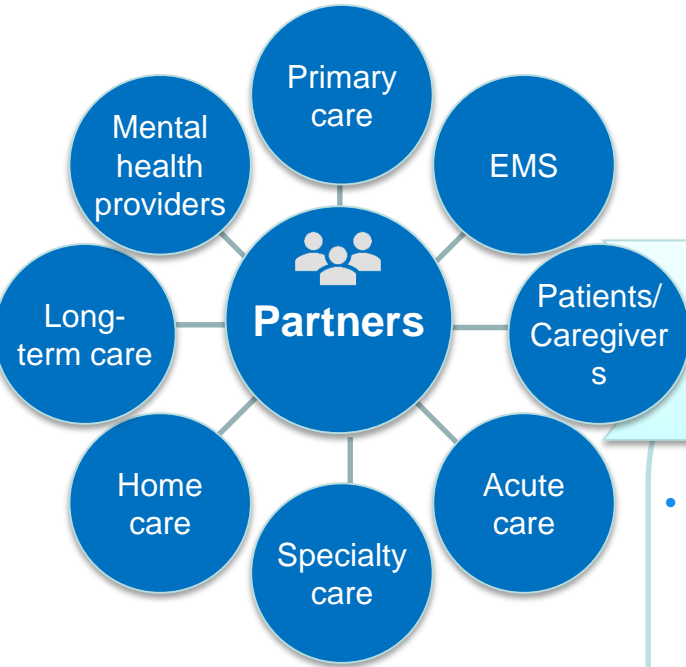 Primary
care
EMS
Patients/
Caregiver
s
Acute
care
Specialty
care
Home
care
Long-
term care
Mental
health
providers
Partners
•